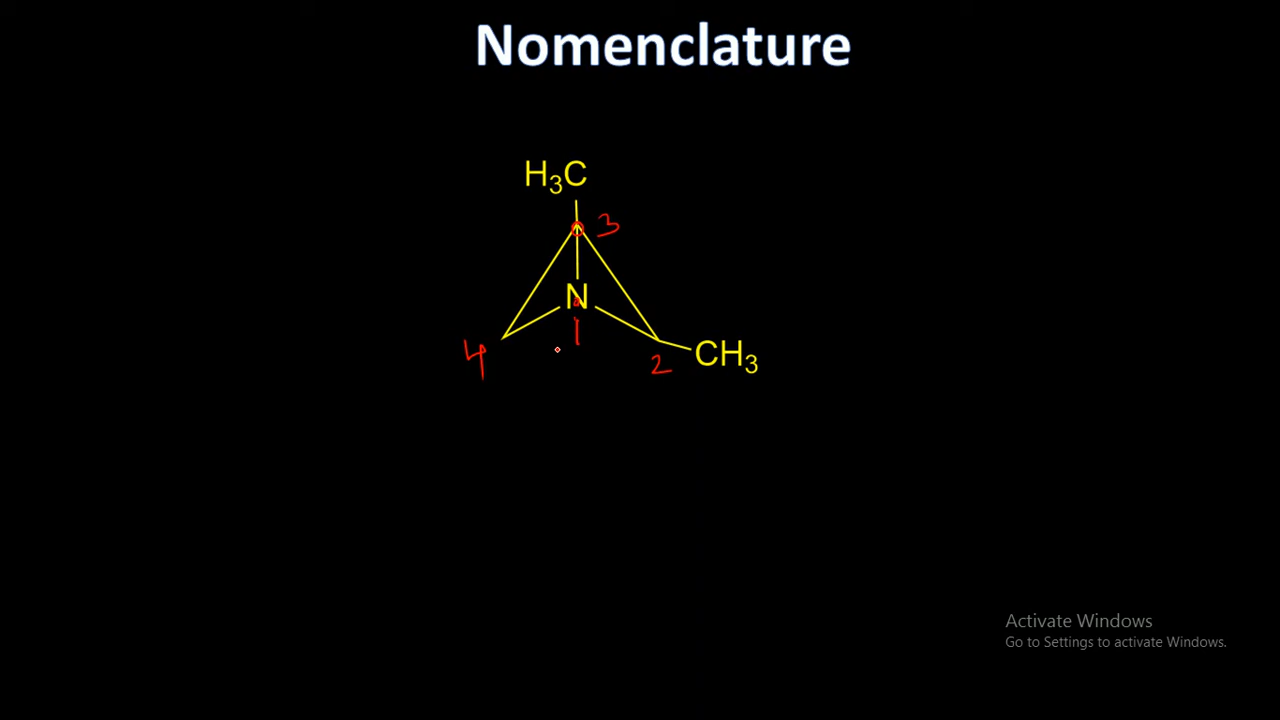 Nomenclature
H₃C
3
N
1
4
2
CH₃
Activate Windows
Go to Settings to activate Windows.